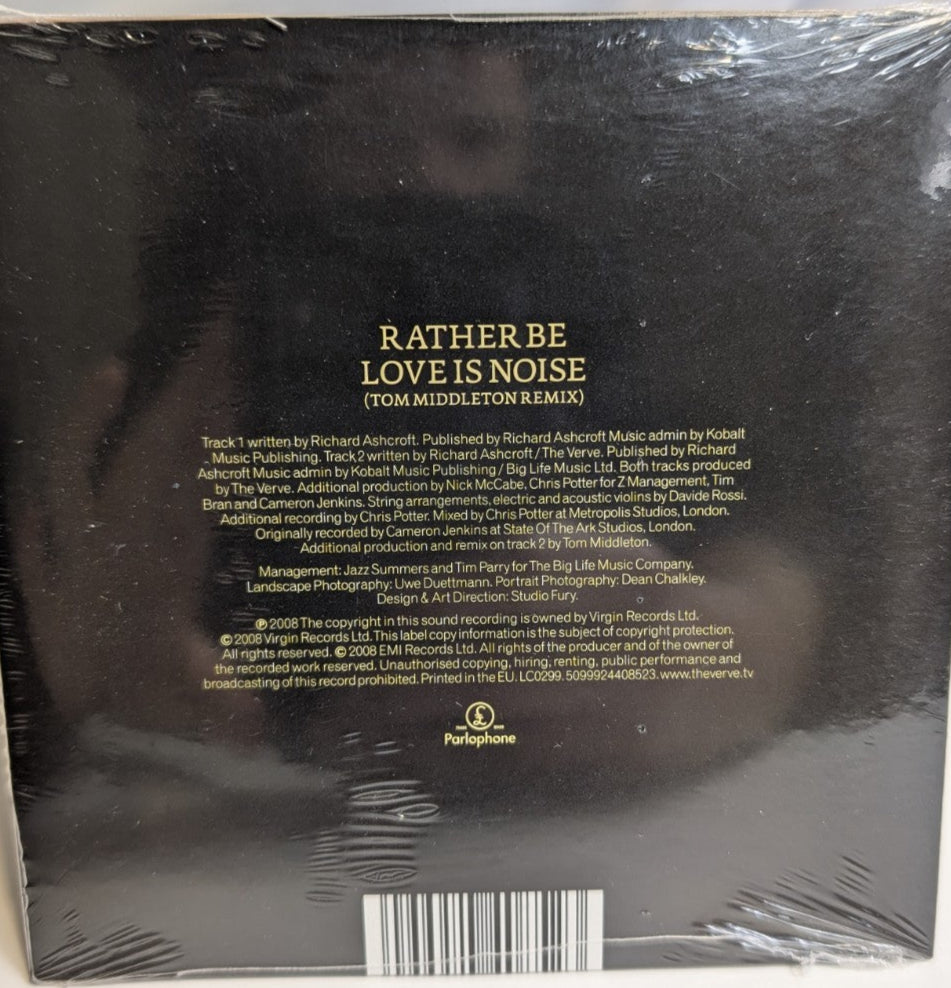 RATHER BE
LOVE IS NOISE
(TOM MIDDLETON REMIX)
Track 1 written by Richard Ashcroft. Published by Richard Ashcroft Music admin by Kobalt
Music Publishing. Track 2 written by Richard Ashcroft / The Verve. Published by Richard
Ashcroft Music admin by Kobalt Music Publishing / Big Life Music Ltd. Both tracks produced
by The Verve. Additional production by Nick McCabe, Chris Potter for Z Management, Tim
Bran and Cameron Jenkins. String arrangements, electric and acoustic violins by Davide Rossi.
Additional recording by Chris Potter. Mixed by Chris Potter at Metropolis Studios, London.
Originally recorded by Cameron Jenkins at State Of The Ark Studios, London.
Additional production and remix on track 2 by Tom Middleton.
Management: Jazz Summers and Tim Parry for The Big Life Music Company.
Landscape Photography: Uwe Duettmann. Portrait Photography: Dean Chalkley.
Design & Art Direction: Studio Fury.
℗ 2008 The copyright in this sound recording is owned by Virgin Records Ltd.
© 2008 Virgin Records Ltd. This label copy information is the subject of copyright protection.
All rights reserved. © 2008 EMI Records Ltd. All rights of the producer and of the owner of
the recorded work reserved. Unauthorised copying, hiring, renting, public performance and
broadcasting of this record prohibited. Printed in the EU. LC0299. 5099924408523. www.theverve.tv
£
TRADE MARK
Parlophone